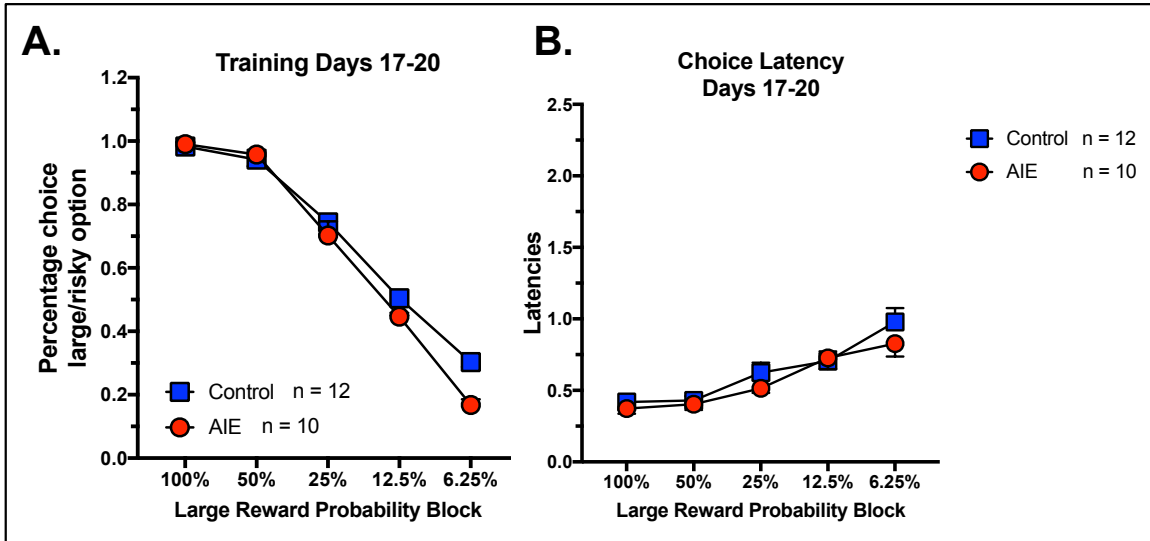 A.
Training Days 17-20
Percentage choice
large/risky option
1.2
1.0
0.8
0.6
0.4
0.2
0.0
Control n = 12
AIE n = 10
100% 50% 25% 12.5% 6.25%
Large Reward Probability Block
B.
Choice Latency
Days 17-20
Latencies
2.5
2.0
1.5
1.0
0.5
0.0
100% 50% 25% 12.5% 6.25%
Large Reward Probability Block
Control n = 12
AIE n = 10